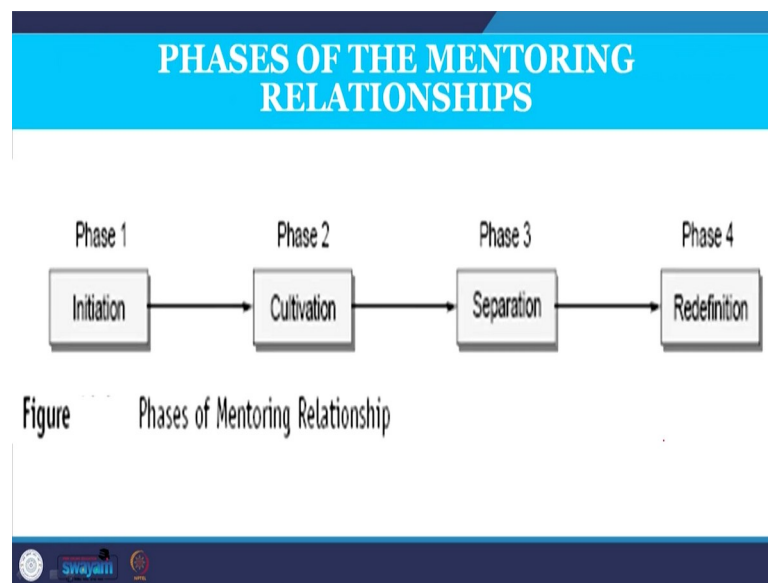 PHASES OF THE MENTORING
RELATIONSHIPS
Phase 1
Phase 2
Phase 3
Phase 4
Initiation
Cultivation
Separation
Redefinition
Figure Phases of Mentoring Relationship
swayam